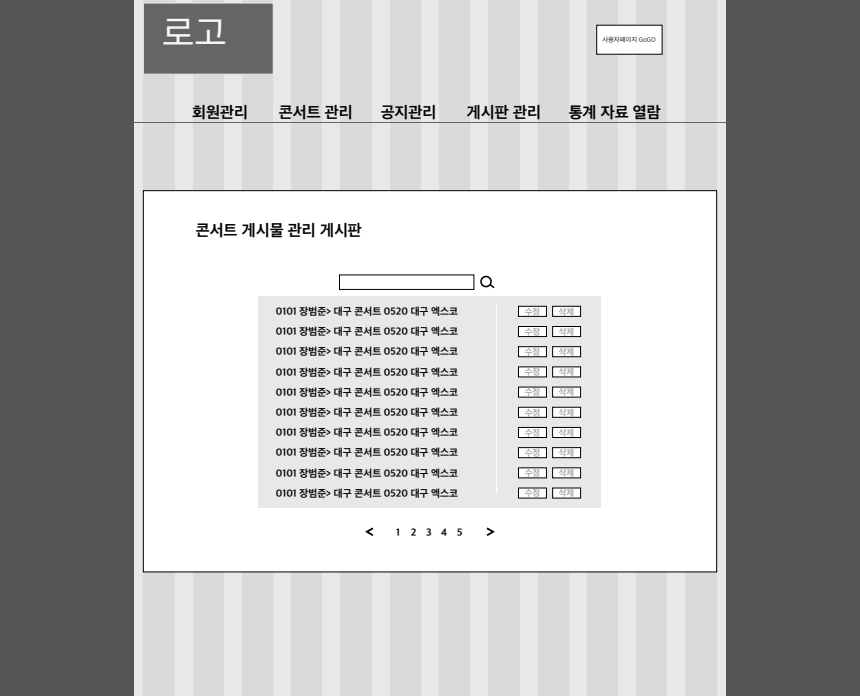 로고
사용자페이지 GoGO
회원관리 콘서트 관리 공지관리 게시판 관리 통계 자료 열람
콘서트 게시물 관리 게시판
0101 장범준> 대구 콘서트 0520 대구 엑스코 수정 삭제
0101 장범준> 대구 콘서트 0520 대구 엑스코 수정 삭제
0101 장범준> 대구 콘서트 0520 대구 엑스코 수정 삭제
0101 장범준> 대구 콘서트 0520 대구 엑스코 수정 삭제
0101 장범준> 대구 콘서트 0520 대구 엑스코 수정 삭제
0101 장범준> 대구 콘서트 0520 대구 엑스코 수정 삭제
0101 장범준> 대구 콘서트 0520 대구 엑스코 수정 삭제
0101 장범준> 대구 콘서트 0520 대구 엑스코 수정 삭제
0101 장범준> 대구 콘서트 0520 대구 엑스코 수정 삭제
0101 장범준> 대구 콘서트 0520 대구 엑스코 수정 삭제
< 1 2 3 4 5 >